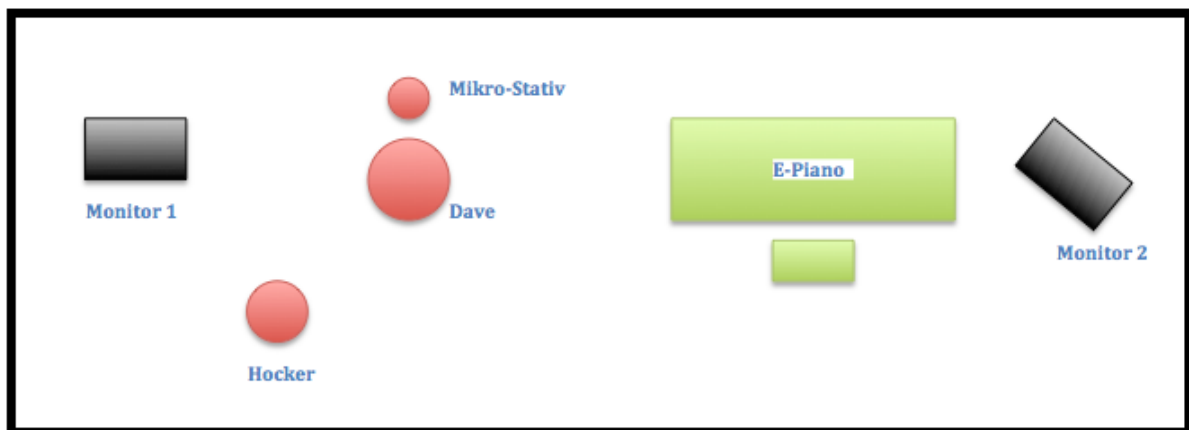 Mikro-Stativ
E-Piano
Monitor 1
Dave
Monitor 2
Hocker